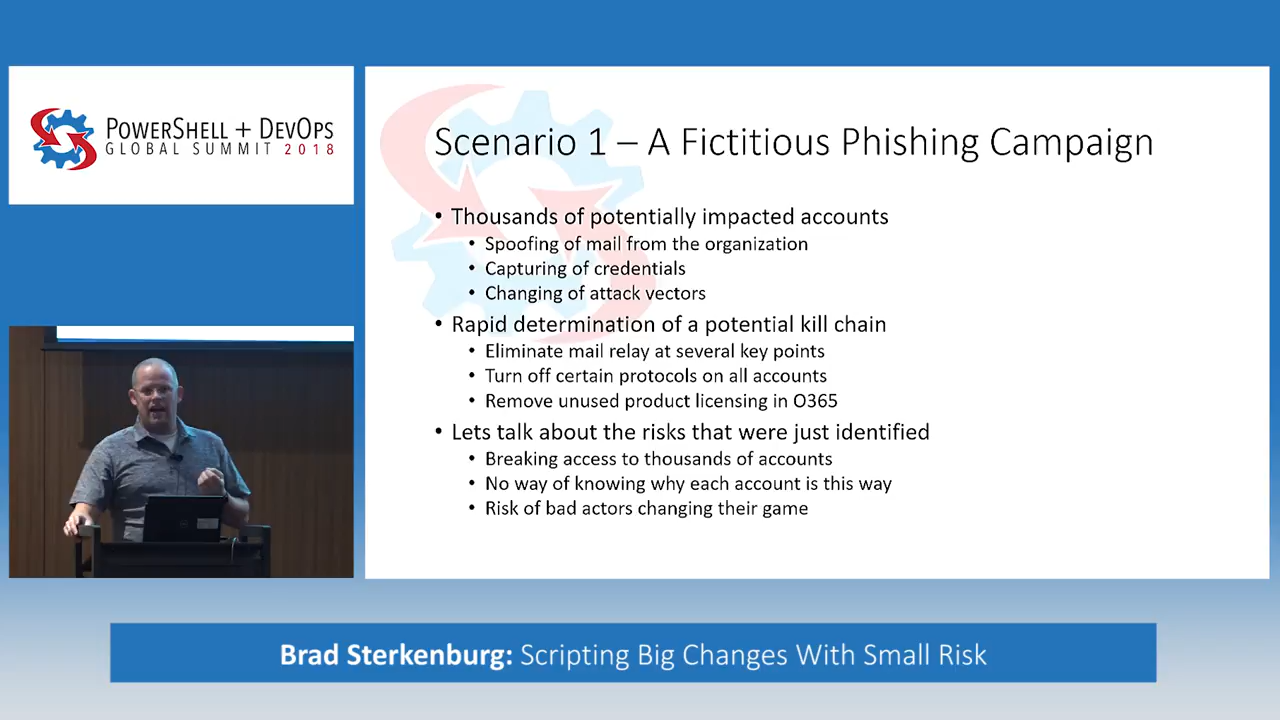 POWERSHELL + DEVOPS
GLOBAL SUMMIT 2018
Scenario 1 – A Fictitious Phishing Campaign
• Thousands of potentially impacted accounts
• Spoofing of mail from the organization
• Capturing of credentials
• Changing of attack vectors
• Rapid determination of a potential kill chain
• Eliminate mail relay at several key points
• Turn off certain protocols on all accounts
• Remove unused product licensing in O365
• Lets talk about the risks that were just identified
• Breaking access to thousands of accounts
• No way of knowing why each account is this way
• Risk of bad actors changing their game
Brad Sterkenburg: Scripting Big Changes With Small Risk